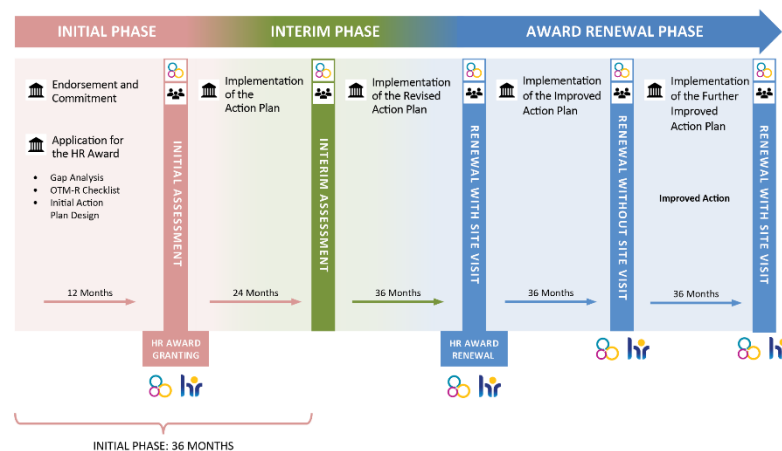 INITIAL PHASE
INTERIM PHASE
AWARD RENEWAL PHASE
Endorsement and
Commitment
Application for
the HR Award
• Gap Analysis
• OTM-R Checklist
• Initial Action
Plan Design
12 Months
INITIAL ASSESSMENT
HR AWARD
GRANTING
hr
Implementation
of the
Action Plan
24 Months
INTERIM ASSESSMENT
Implementation
of the Revised
Action Plan
36 Months
RENEWAL WITH SITE VISIT
HR AWARD
RENEWAL
hr
Implementation
of the Improved
Action Plan
36 Months
RENEWAL WITHOUT SITE VISIT
hr
Implementation
of the Further
Improved
Action Plan
Improved Action
36 Months
RENEWAL WITH SITE VISIT
h
INITIAL PHASE: 36 MONTHS